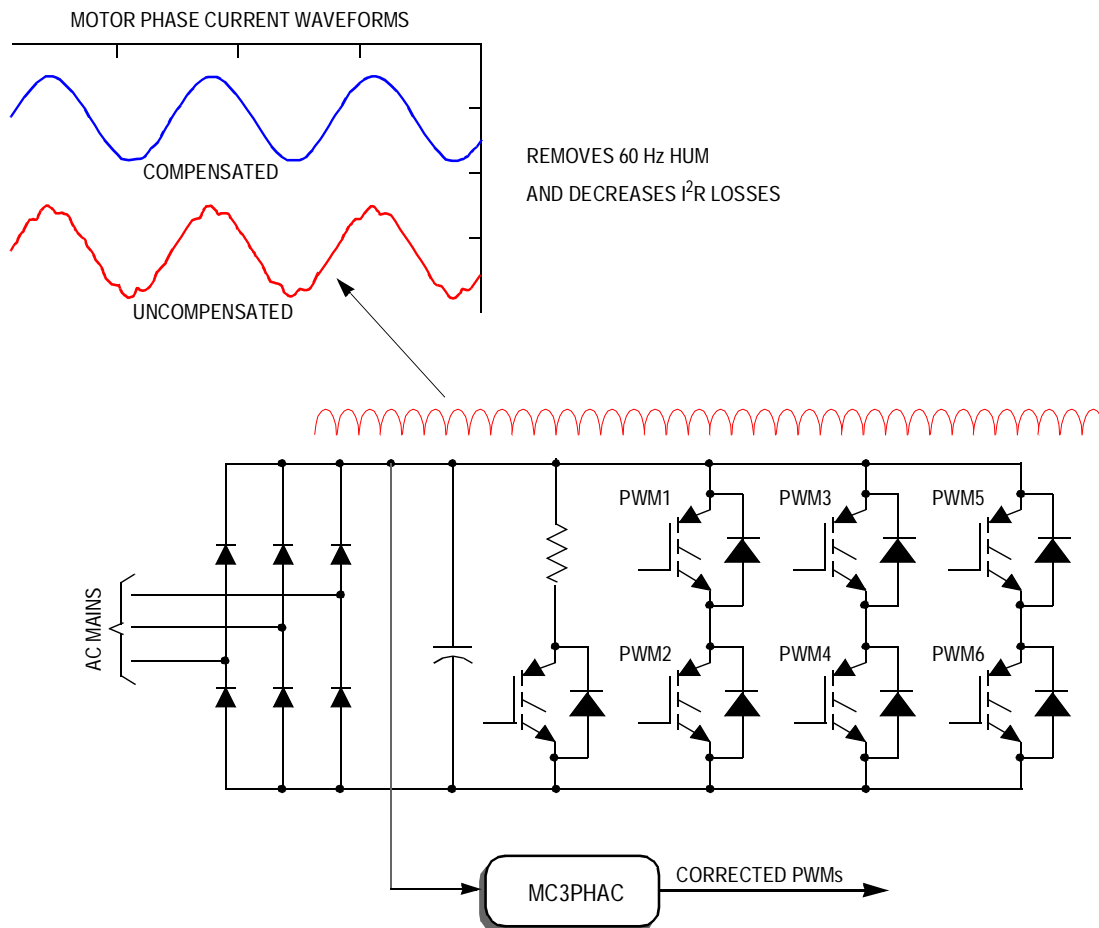 MOTOR PHASE CURRENT WAVEFORMS
COMPENSATED
REMOVES 60 Hz HUM
AND DECREASES I²R LOSSES
UNCOMPENSATED
PWM1
PWM3
PWM5
AC MAINS
PWM2
PWM4
PWM6
MC3PHAC
CORRECTED PWMs